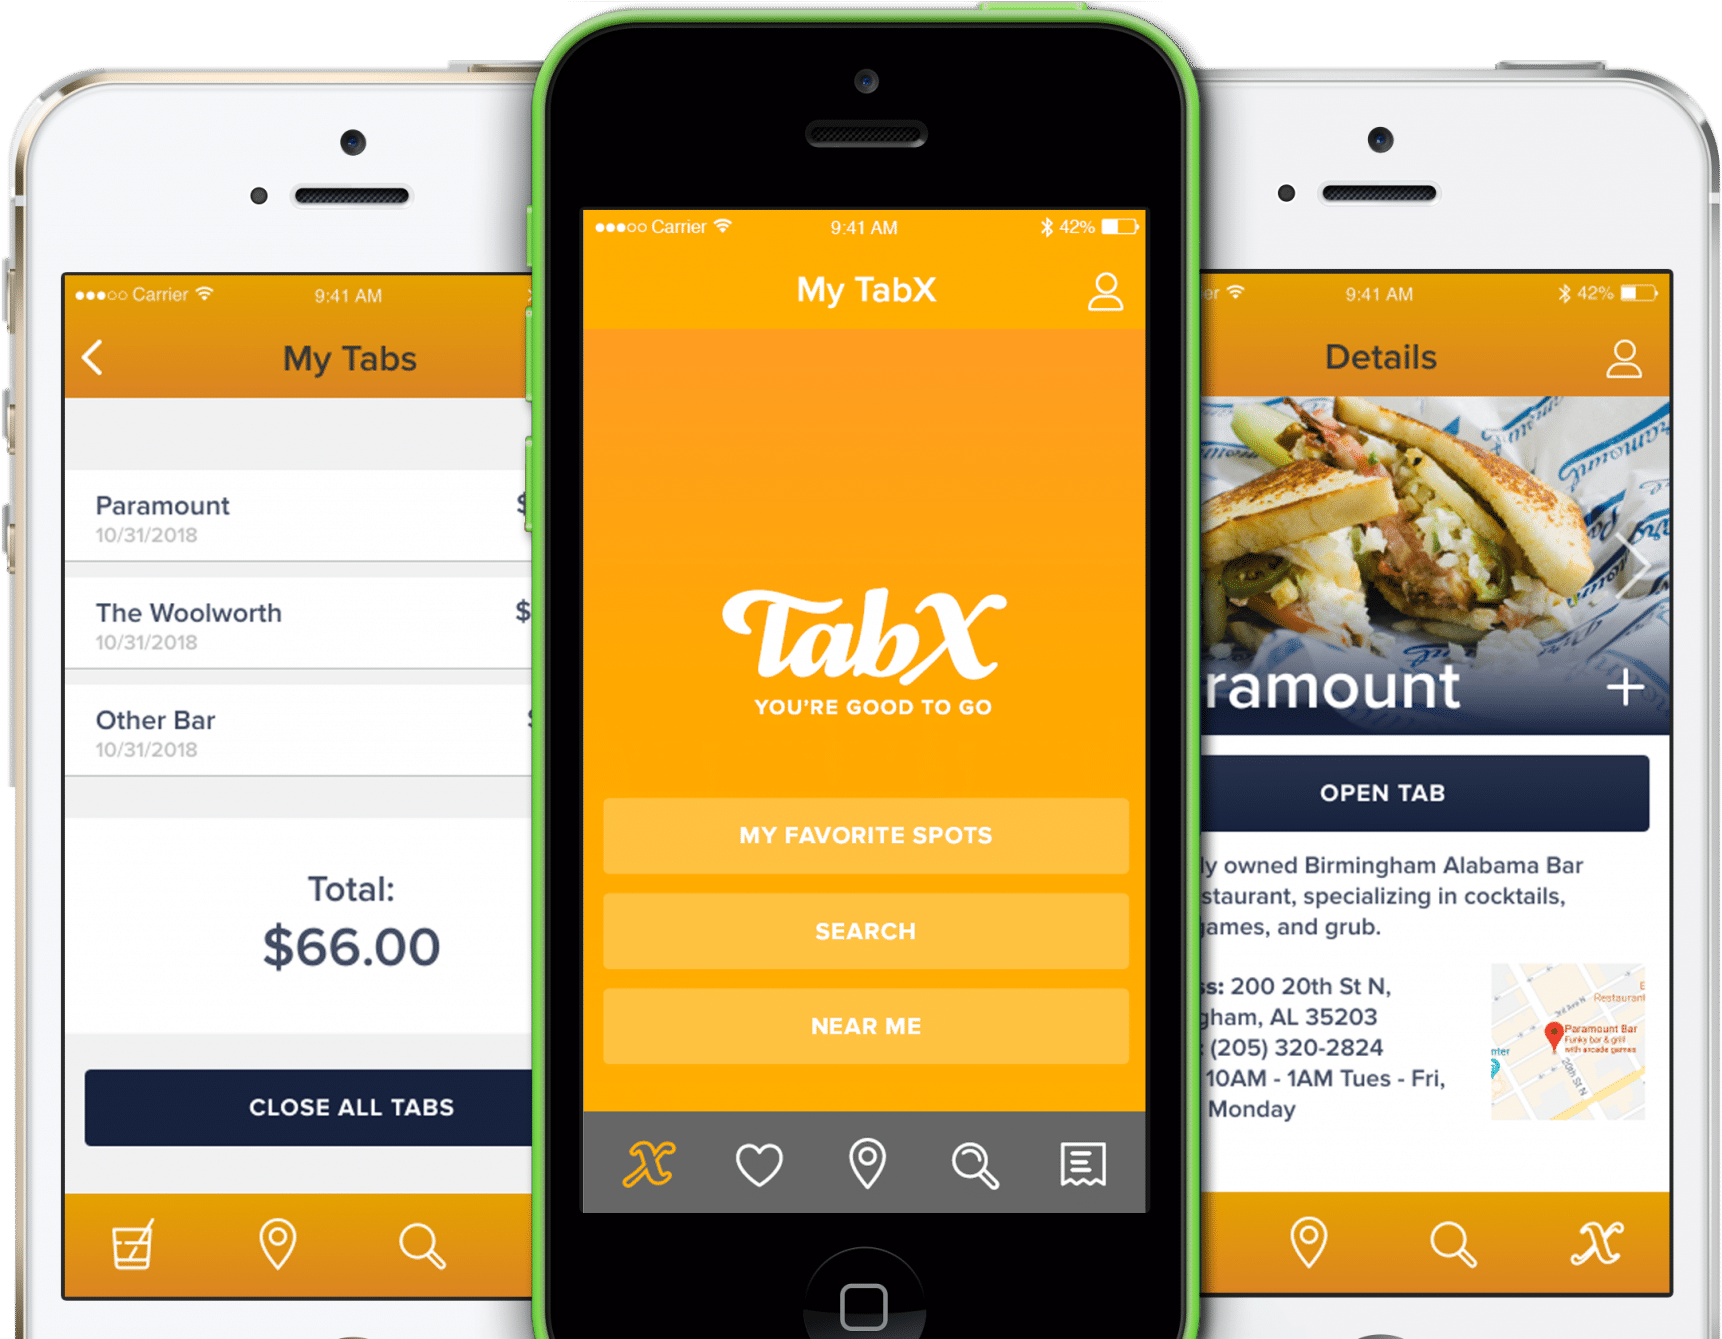 Carrier 9:41 AM
My Tabs
Paramount $
10/31/2018
The Woolworth $
10/31/2018
Other Bar $
10/31/2018
Total:
$66.00
CLOSE ALL TABS
Carrier 9:41 AM 42%
My TabX
TabX
YOU'RE GOOD TO GO
MY FAVORITE SPOTS
SEARCH
NEAR ME
9:41 AM 42%
Details
ramount
OPEN TAB
ly owned Birmingham Alabama Bar
staurant, specializing in cocktails,
games, and grub.
ss: 200 20th St N,
gham, AL 35203
: (205) 320-2824
10AM - 1AM Tues - Fri,
Monday
Restaurant
3rd Ave N
Paramount Bar
Funky bar & grill
with arcade games
20th St N